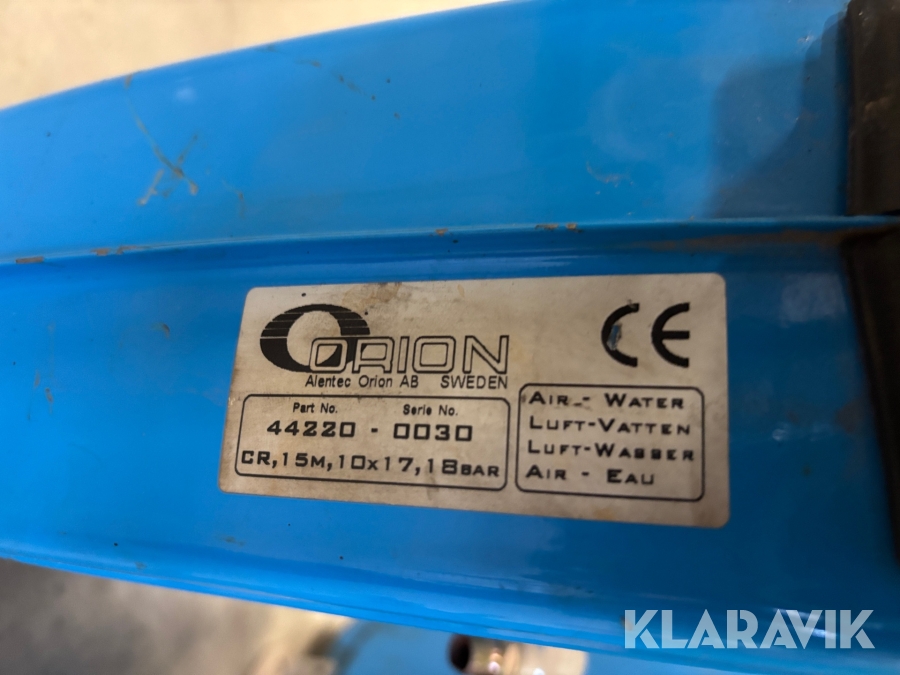 ORION
Alentec Orion AB SWEDEN
CE
Part No. Serie No.
44220 - 0030
CR, 15M, 10x17, 18BAR
AIR - WATER
LUFT-VATTEN
LUFT-WASSER
AIR - EAU
KLARAVIK